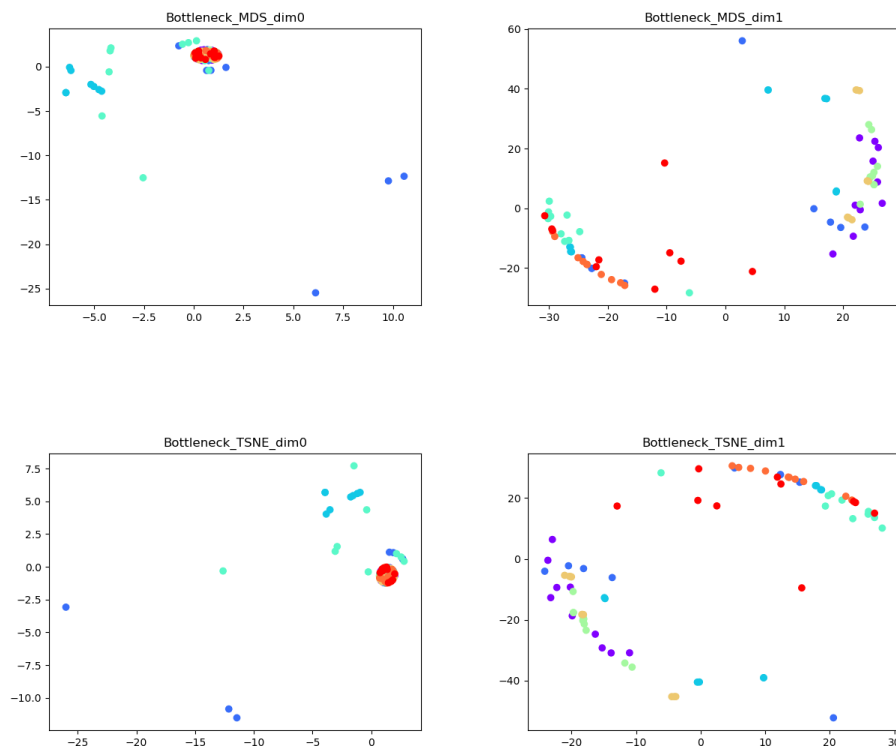 Bottleneck_MDS_dim0
0
−5
−10
−15
−20
−25
−5.0 −2.5 0.0 2.5 5.0 7.5 10.0
Bottleneck_MDS_dim1
60
40
20
0
−20
−30 −20 −10 0 10 20
Bottleneck_TSNE_dim0
7.5
5.0
2.5
0.0
−2.5
−5.0
−7.5
−10.0
−25 −20 −15 −10 −5 0
Bottleneck_TSNE_dim1
20
0
−20
−40
−20 −10 0 10 20